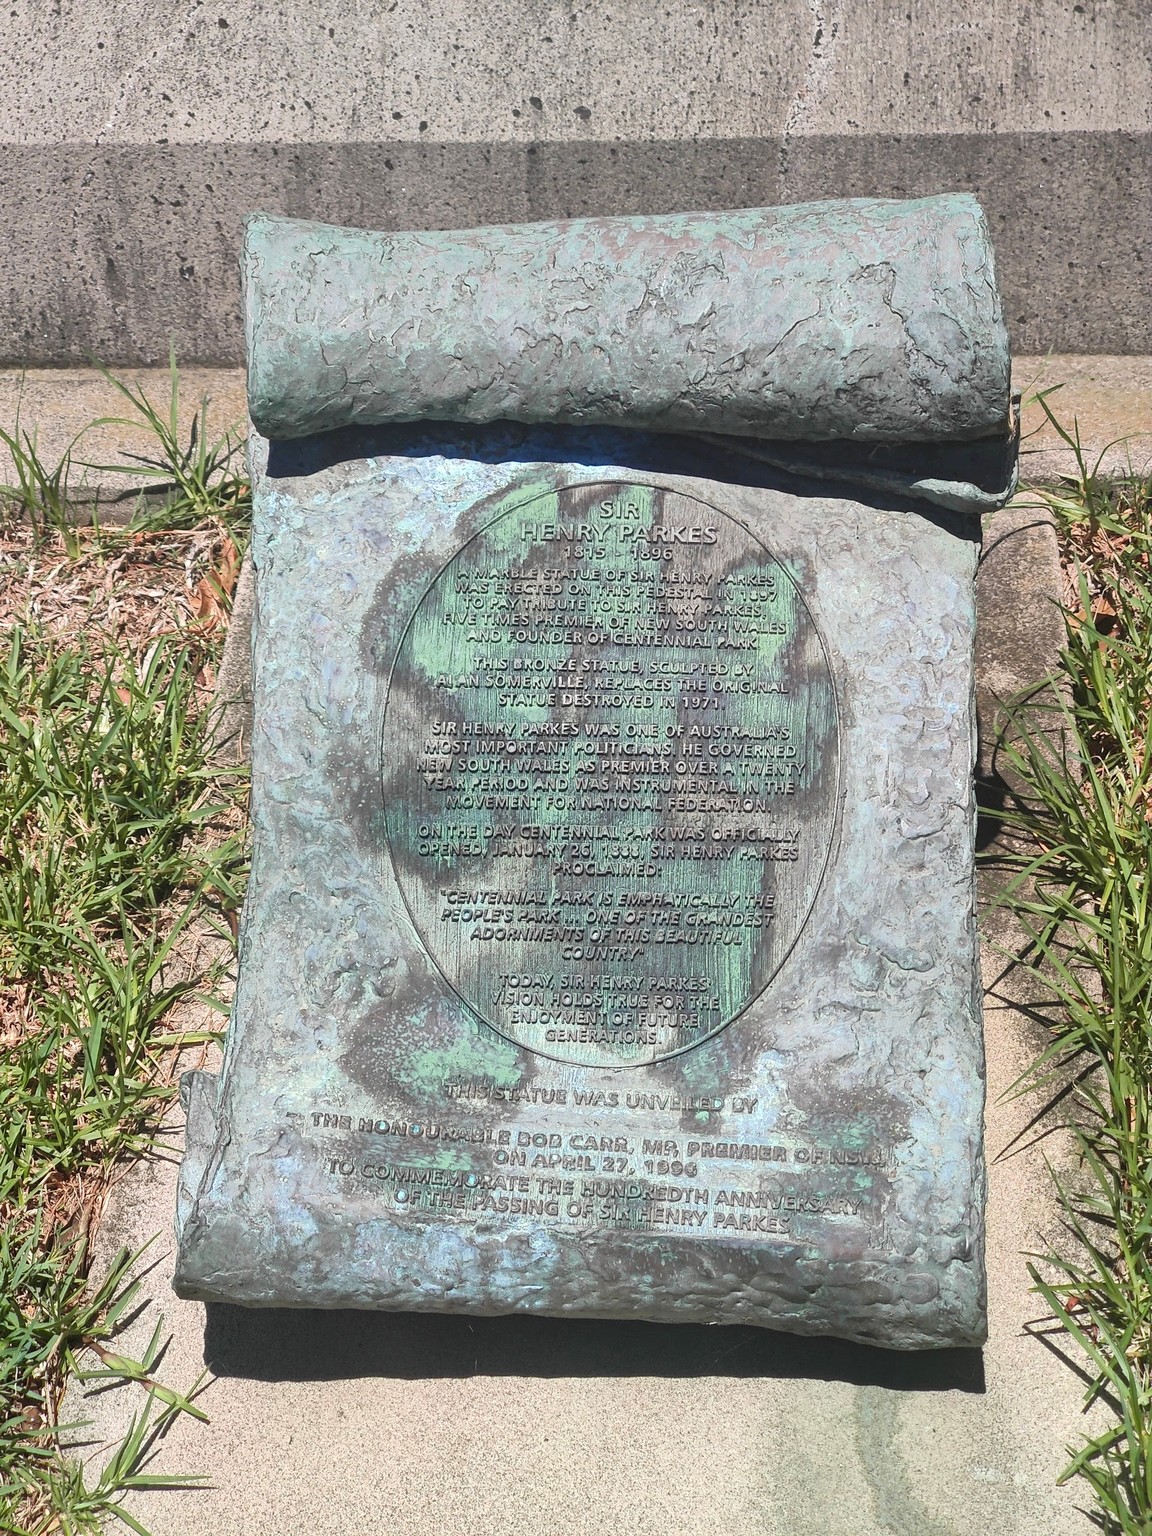 SIR
HENRY PARKES
1815 - 1896
A MARBLE STATUE OF SIR HENRY PARKES
WAS ERECTED ON THIS PEDESTAL IN 1897
TO PAY TRIBUTE TO SIR HENRY PARKES,
FIVE TIMES PREMIER OF NEW SOUTH WALES
AND FOUNDER OF CENTENNIAL PARK
THIS BRONZE STATUE, SCULPTED BY
ALAN SOMERVILLE, REPLACES THE ORIGINAL
STATUE DESTROYED IN 1971.
SIR HENRY PARKES WAS ONE OF AUSTRALIA'S
MOST IMPORTANT POLITICIANS. HE GOVERNED
NEW SOUTH WALES AS PREMIER OVER A TWENTY
YEAR PERIOD AND WAS INSTRUMENTAL IN THE
MOVEMENT FOR NATIONAL FEDERATION.
ON THE DAY CENTENNIAL PARK WAS OFFICIALLY
OPENED, JANUARY 26, 1888, SIR HENRY PARKES
PROCLAIMED:
"CENTENNIAL PARK IS EMPHATICALLY THE
PEOPLE'S PARK ... ONE OF THE GRANDEST
ADORNMENTS OF THIS BEAUTIFUL
COUNTRY"
TODAY, SIR HENRY PARKES'
VISION HOLDS TRUE FOR THE
ENJOYMENT OF FUTURE
GENERATIONS.
THIS STATUE WAS UNVEILED BY
THE HONOURABLE BOB CARR, MP, PREMIER OF NSW
ON APRIL 27, 1996
TO COMMEMORATE THE HUNDREDTH ANNIVERSARY
OF THE PASSING OF SIR HENRY PARKES